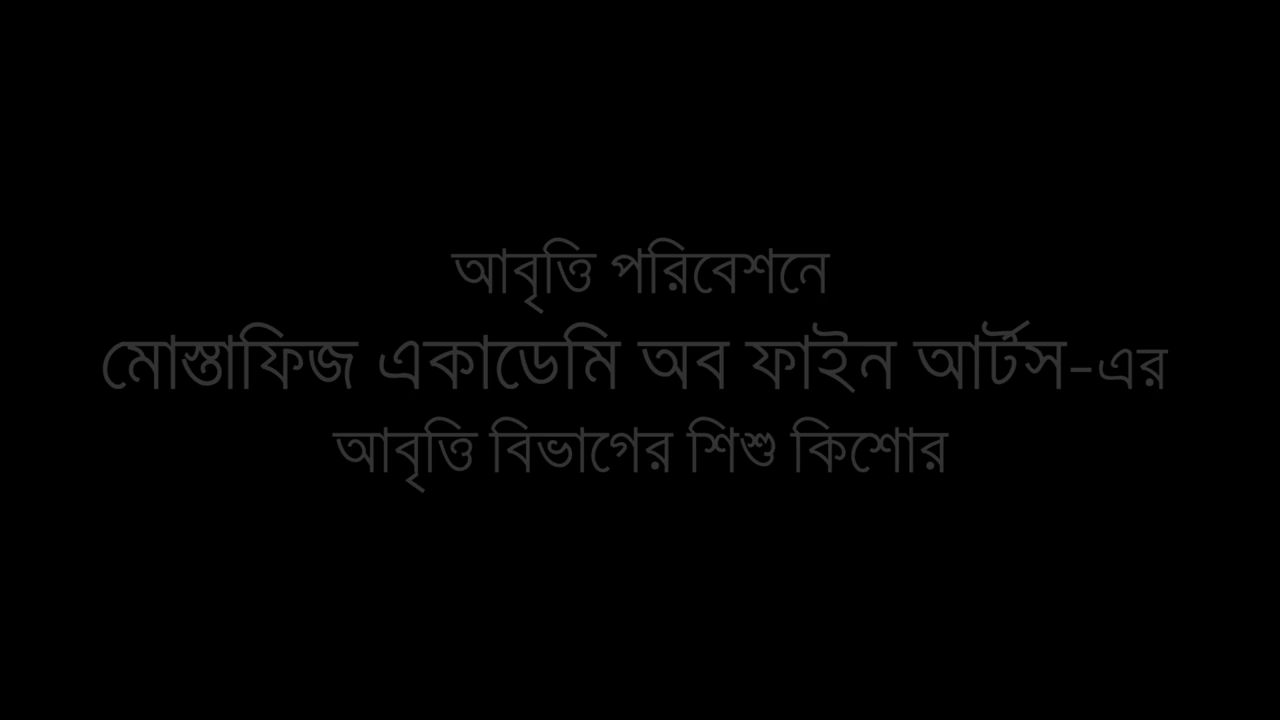 আবৃত্তি পরিবেশনে
মোস্তাফিজ একাডেমি অব ফাইন আর্টস-এর
আবৃত্তি বিভাগের শিশু কিশোর